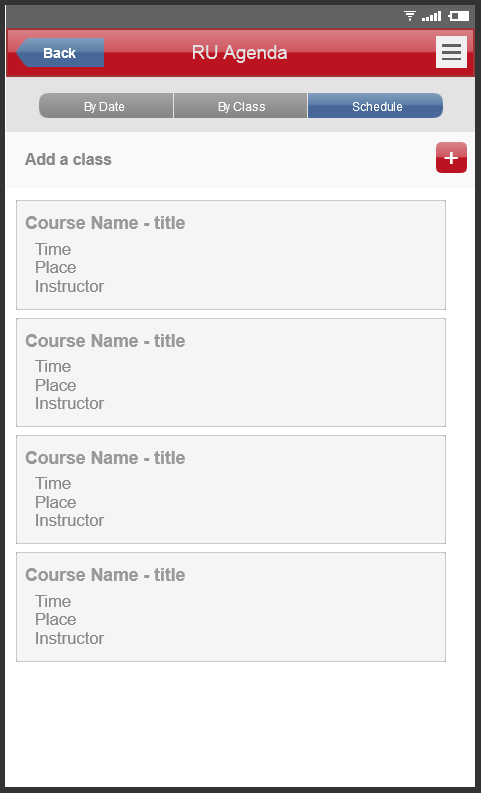 Back
RU Agenda
By Date
By Class
Schedule
Add a class
+
Course Name - title
Time
Place
Instructor
Course Name - title
Time
Place
Instructor
Course Name - title
Time
Place
Instructor
Course Name - title
Time
Place
Instructor